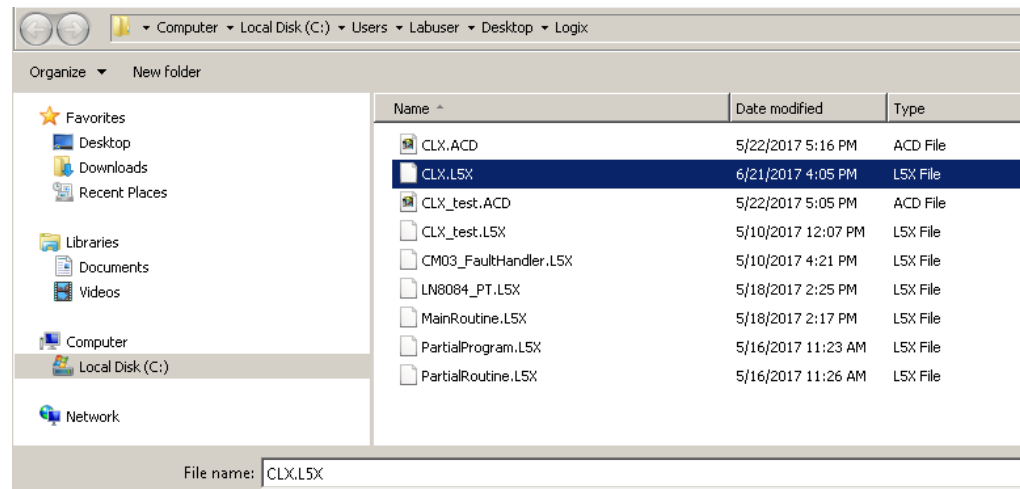 Computer Local Disk (C:) Users Labuser Desktop Logix
Organize New folder
Favorites
Desktop
Downloads
Recent Places
Libraries
Documents
Videos
Computer
Local Disk (C:)
Network
Name Date modified Type
CLX.ACD 5/22/2017 5:16 PM ACD File
CLX.L5X 6/21/2017 4:05 PM L5X File
CLX_test.ACD 5/22/2017 5:05 PM ACD File
CLX_test.L5X 5/10/2017 12:07 PM L5X File
CM03_FaultHandler.L5X 5/10/2017 4:21 PM L5X File
LN8084_PT.L5X 5/18/2017 2:25 PM L5X File
MainRoutine.L5X 5/18/2017 2:17 PM L5X File
PartialProgram.L5X 5/16/2017 11:23 AM L5X File
PartialRoutine.L5X 5/16/2017 11:26 AM L5X File
File name: CLX.L5X